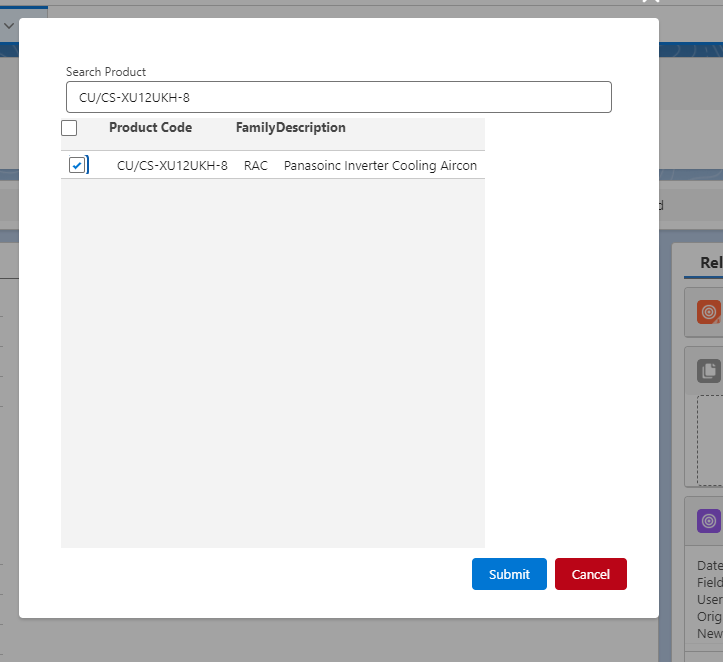 Search Product
CU/CS-XU12UKH-8
Product Code Family Description
CU/CS-XU12UKH-8 RAC Panasoinc Inverter Cooling Aircon
Submit Cancel
Rel
Date
Field
User
Orig
New